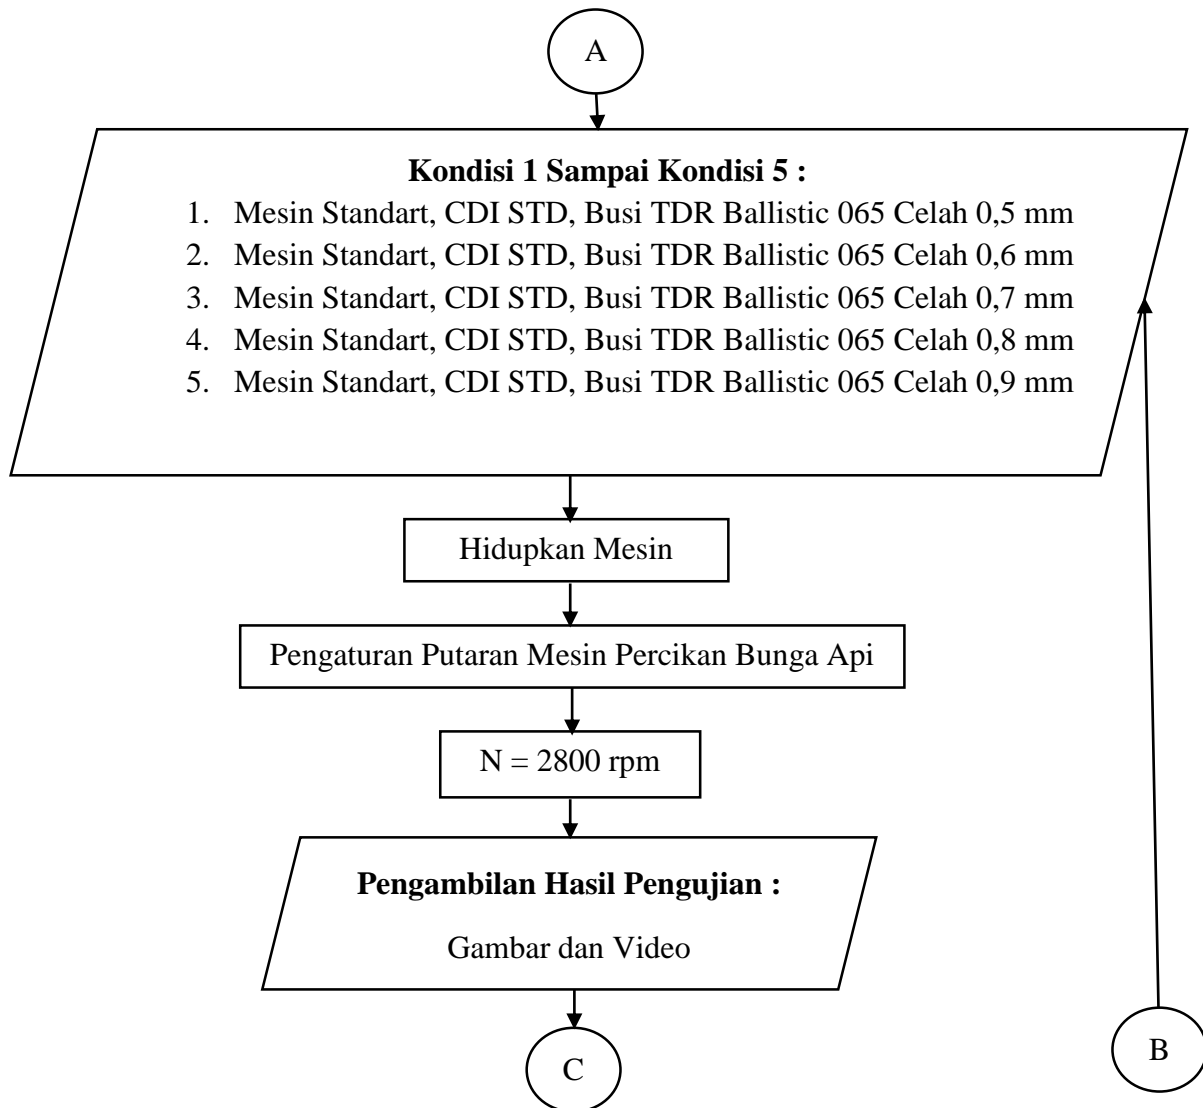 A
Kondisi 1 Sampai Kondisi 5 :
1. Mesin Standart, CDI STD, Busi TDR Ballistic 065 Celah 0,5 mm
2. Mesin Standart, CDI STD, Busi TDR Ballistic 065 Celah 0,6 mm
3. Mesin Standart, CDI STD, Busi TDR Ballistic 065 Celah 0,7 mm
4. Mesin Standart, CDI STD, Busi TDR Ballistic 065 Celah 0,8 mm
5. Mesin Standart, CDI STD, Busi TDR Ballistic 065 Celah 0,9 mm
Hidupkan Mesin
Pengaturan Putaran Mesin Percikan Bunga Api
N = 2800 rpm
Pengambilan Hasil Pengujian :
Gambar dan Video
C
B